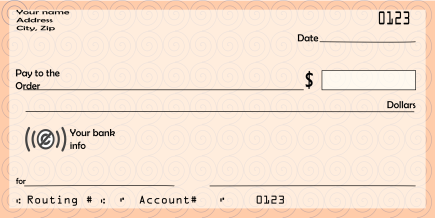 Your name
Address
City, Zip
0123
Date
Pay to the
Order
$
Dollars
Your bank
info
for
⑆ Routing # ⑆ ⑈ Account# ⑈ 0123